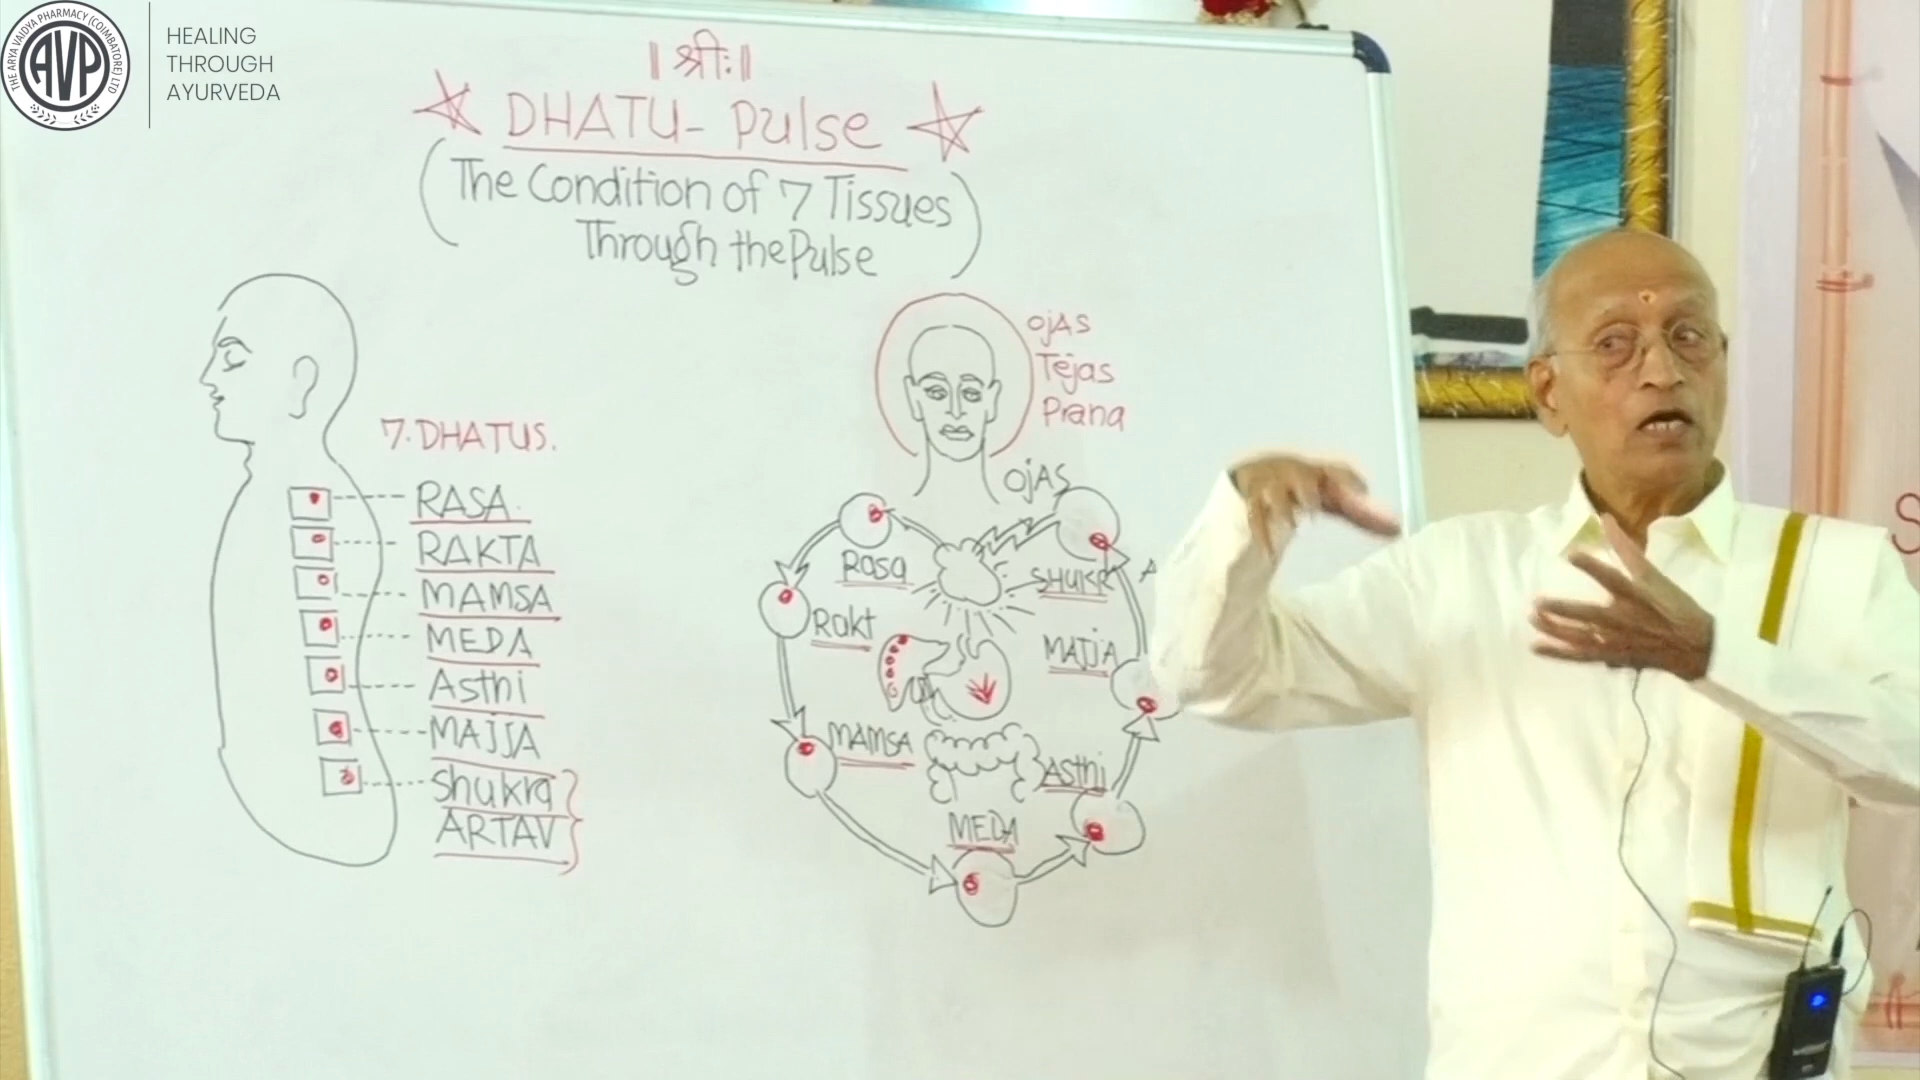 THE ARYA VAIDYA PHARMACY (COIMBATORE) LTD
AVP
HEALING
THROUGH
AYURVEDA
॥ श्रीः ॥
DHATU- Pulse
(The Condition of 7 Tissues
Through the Pulse)
7. DHATUS.
RASA.
RAKTA
MAMSA
MEDA
Asthi
MAJJA
Shukra
ARTAV
OJAS
Tejas
Prana
OJAS
Rasa
SHUKR
A
Rakt
MAJJA
MAMSA
Asthi
MEDA
S